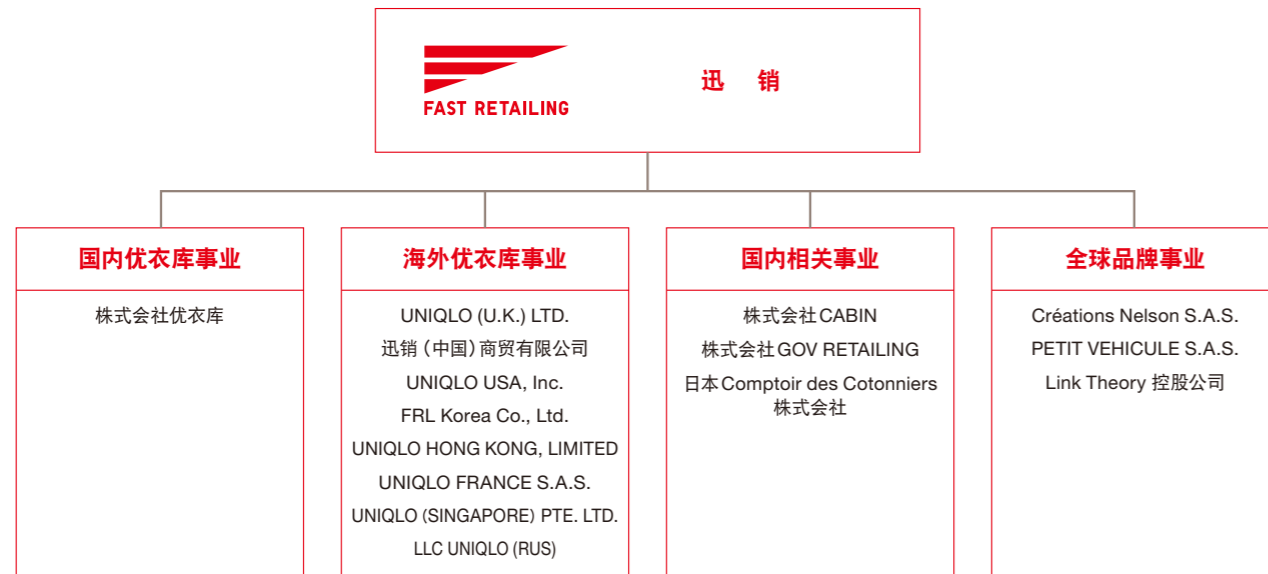 FAST RETAILING
迅 销
国内优衣库事业
株式会社优衣库
海外优衣库事业
UNIQLO (U.K.) LTD.
迅销（中国）商贸有限公司
UNIQLO USA, Inc.
FRL Korea Co., Ltd.
UNIQLO HONG KONG, LIMITED
UNIQLO FRANCE S.A.S.
UNIQLO (SINGAPORE) PTE. LTD.
LLC UNIQLO (RUS)
国内相关事业
株式会社CABIN
株式会社GOV RETAILING
日本Comptoir des Cotonniers
株式会社
全球品牌事业
Créations Nelson S.A.S.
PETIT VEHICULE S.A.S.
Link Theory 控股公司